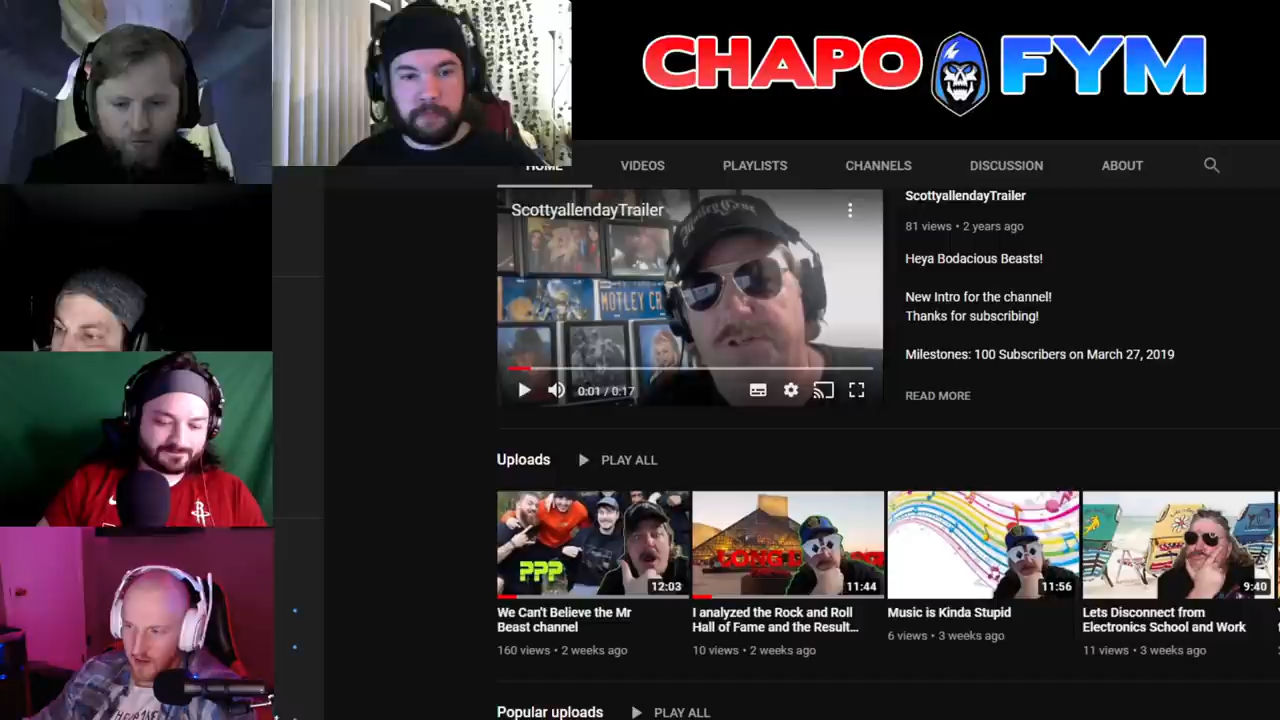 CHAPO FYM
HOME
VIDEOS
PLAYLISTS
CHANNELS
DISCUSSION
ABOUT
ScottyallendayTrailer
MOTLEY CR
0:01 / 0:17
ScottyallendayTrailer
81 views • 2 years ago
Heya Bodacious Beasts!
New Intro for the channel!
Thanks for subscribing!
Milestones: 100 Subscribers on March 27, 2019
READ MORE
Uploads
PLAY ALL
PPP
12:03
We Can't Believe the Mr
Beast channel
160 views • 2 weeks ago
11:44
I analyzed the Rock and Roll
Hall of Fame and the Result...
10 views • 2 weeks ago
11:56
Music is Kinda Stupid
6 views • 3 weeks ago
9:40
Lets Disconnect from
Electronics School and Work
11 views • 3 weeks ago
Popular uploads
PLAY ALL